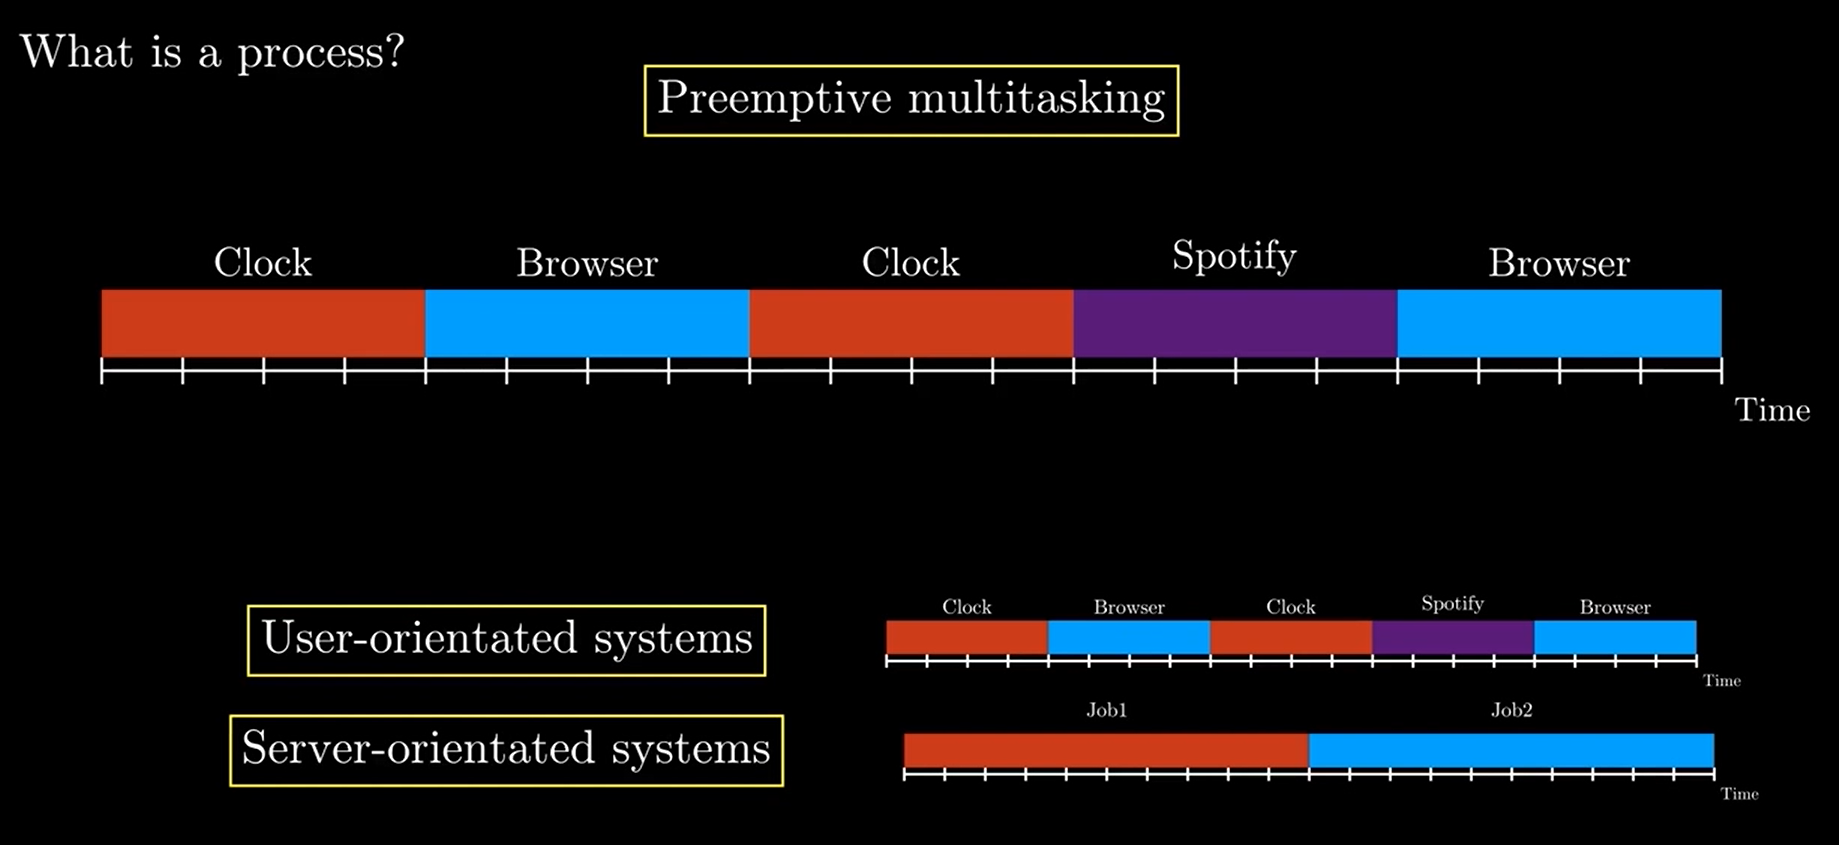 What is a process?
Preemptive multitasking
Clock Browser Clock Spotify Browser
Time
User-orientated systems
Clock Browser Clock Spotify Browser
Time
Server-orientated systems
Job1 Job2
Time